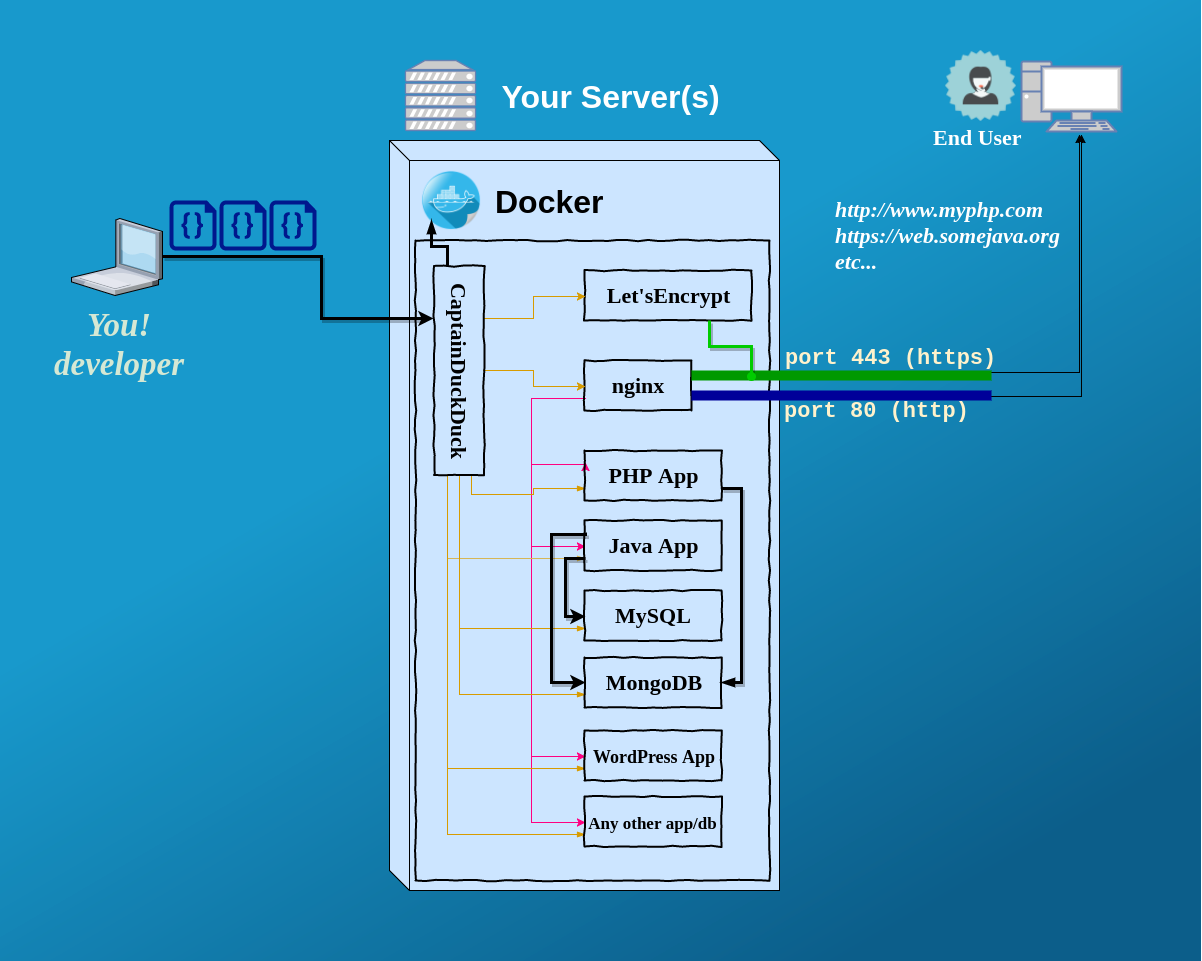 Your Server(s)
End User
{} {} {}
Docker
http://www.myphp.com
https://web.somejava.org
etc...
You!
developer
CaptainDuckDuck
Let'sEncrypt
port 443 (https)
nginx
port 80 (http)
PHP App
Java App
MySQL
MongoDB
WordPress App
Any other app/db